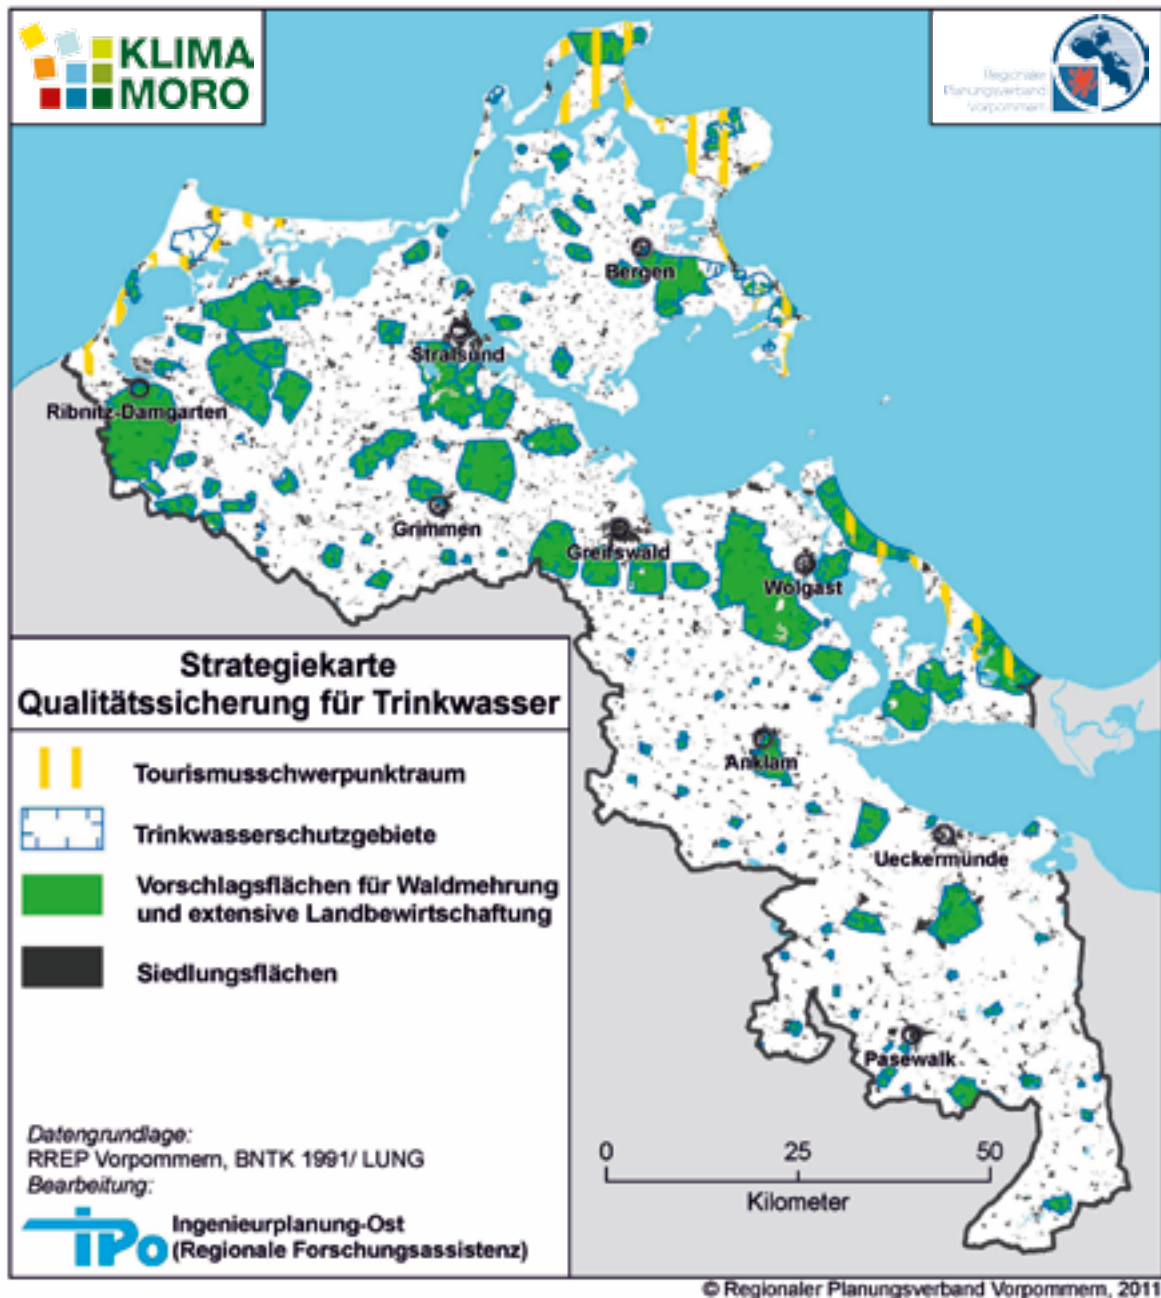 KLIMA
MORO
Regionaler
Planungsverband
Vorpommern
Bergen
Stralsund
Ribnitz-Damgarten
Grimmen
Greifswald
Wolgast
Anklam
Ueckermünde
Pasewalk
Strategiekarte
Qualitätssicherung für Trinkwasser
Tourismusschwerpunktraum
Trinkwasserschutzgebiete
Vorschlagsflächen für Waldmehrung
und extensive Landbewirtschaftung
Siedlungsflächen
Datengrundlage:
RREP Vorpommern, BNTK 1991/ LUNG
Bearbeitung:
IPO Ingenieurplanung-Ost
(Regionale Forschungsassistenz)
0 25 50
Kilometer
© Regionaler Planungsverband Vorpommern, 2011